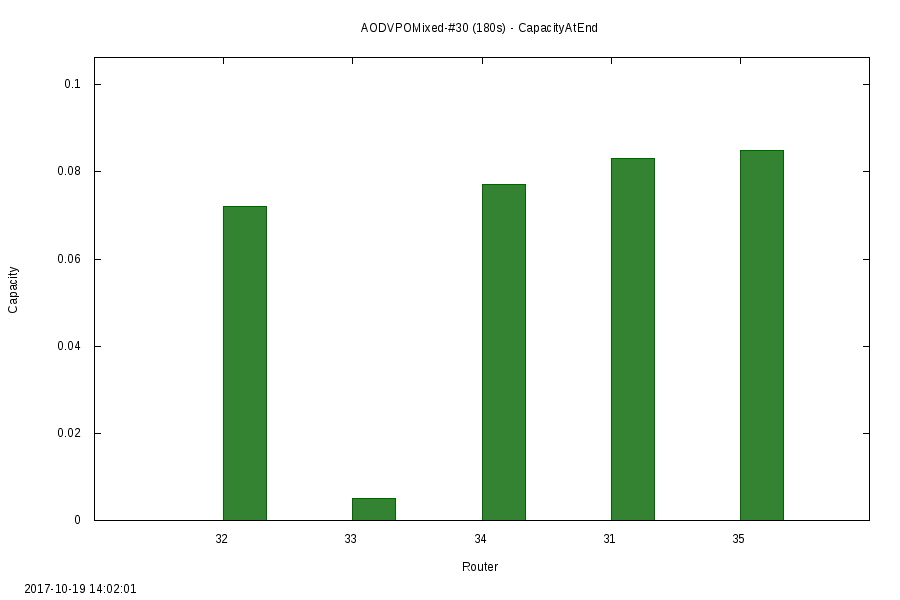 AODVPOMixed-#30 (180s) - CapacityAtEnd
0.1
0.08
0.06
0.04
0.02
0
Capacity
32 33 34 31 35
Router
2017-10-19 14:02:01